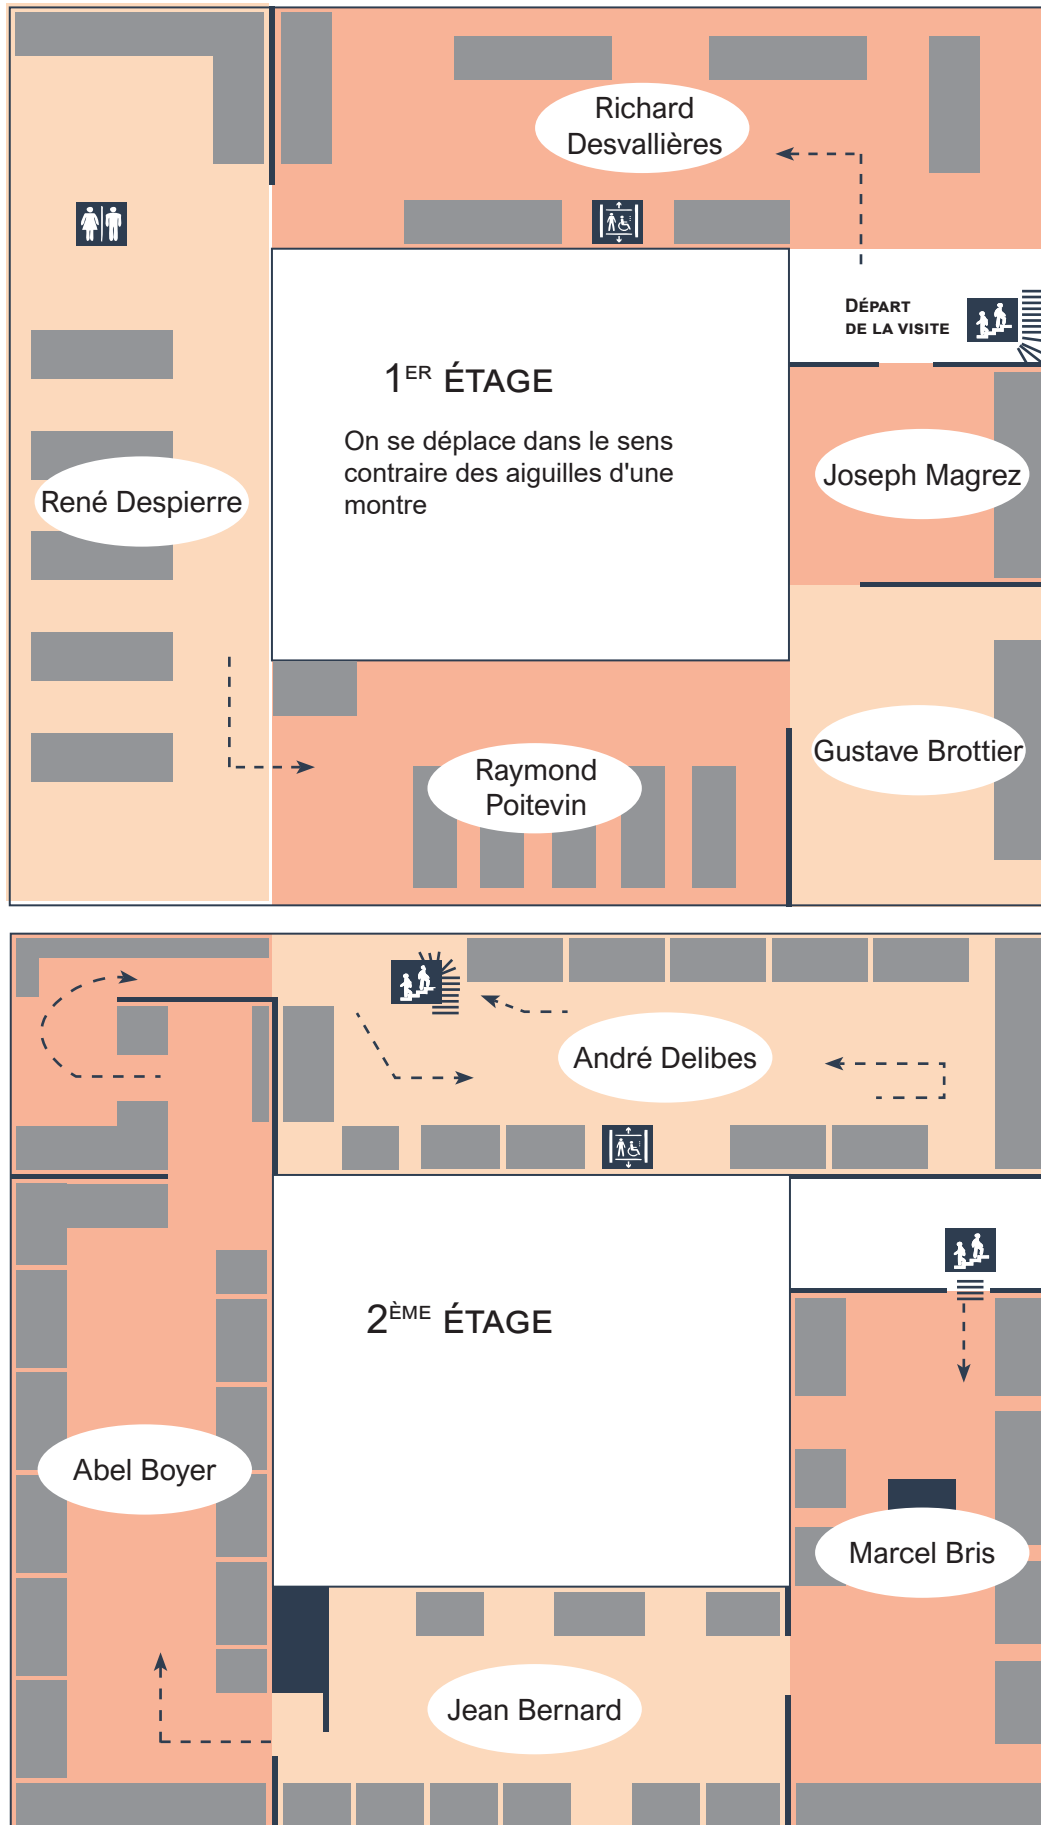 Richard
Desvallières
DÉPART
DE LA VISITE
1ER ÉTAGE
On se déplace dans le sens
contraire des aiguilles d'une
montre
Joseph Magrez
René Despierre
Gustave Brottier
Raymond
Poitevin
André Delibes
2ÈME ÉTAGE
Abel Boyer
Marcel Bris
Jean Bernard